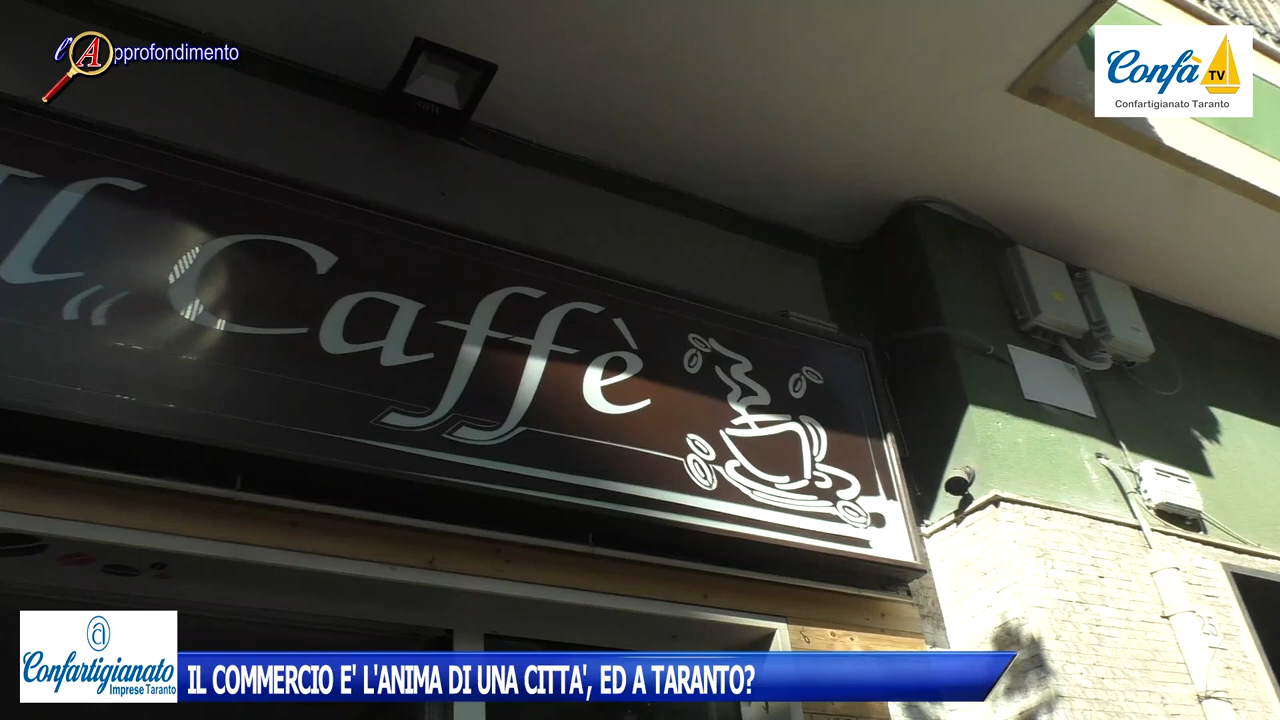 l'Approfondimento
Confà TV
Confartigianato Taranto
Il Caffè
Confartigianato
Imprese Taranto
IL COMMERCIO E' L'ANIMA DI UNA CITTA', ED A TARANTO?